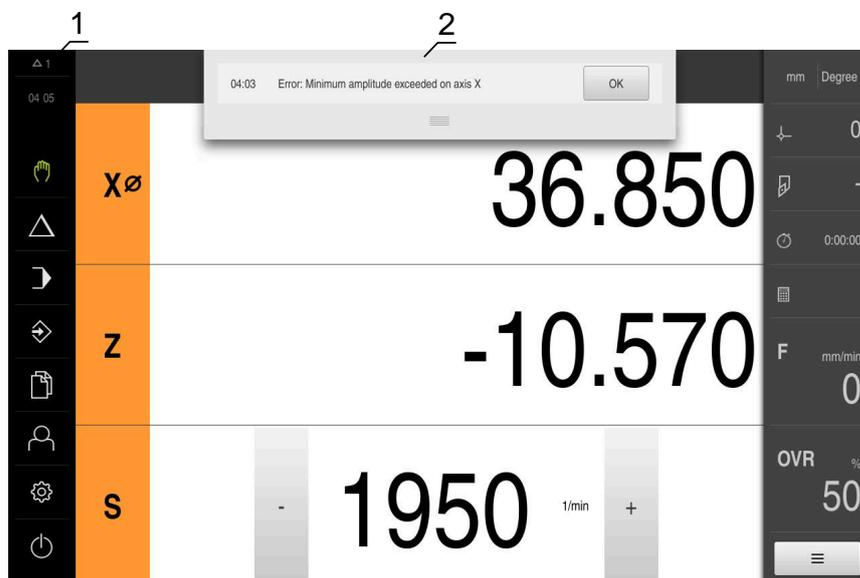 1
2
1
04:03 Error: Minimum amplitude exceeded on axis X OK
mm Degree
04 05
0
X⌀ 36.850
-
0:00:00
Z -10.570
F mm/min
0
OVR %
50
S - 1950 1/min +